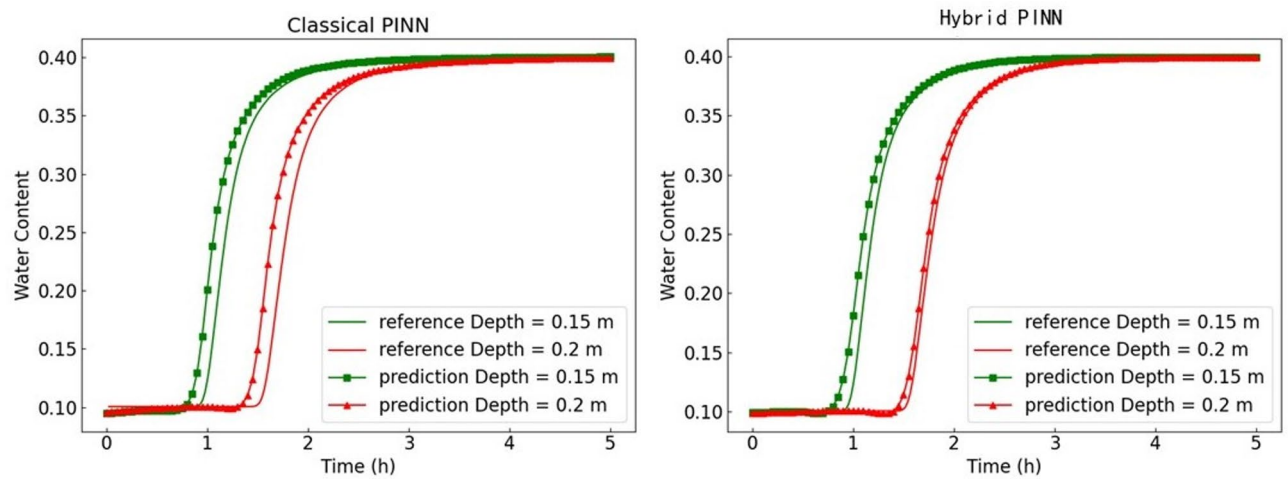 Classical PINN
0.40
0.35
0.30
0.25
0.20
0.15
0.10
Water Content
0
1
2
3
4
5
Time (h)
reference Depth = 0.15 m
reference Depth = 0.2 m
prediction Depth = 0.15 m
prediction Depth = 0.2 m
Hybrid PINN
0.40
0.35
0.30
0.25
0.20
0.15
0.10
Water Content
0
1
2
3
4
5
Time (h)
reference Depth = 0.15 m
reference Depth = 0.2 m
prediction Depth = 0.15 m
prediction Depth = 0.2 m